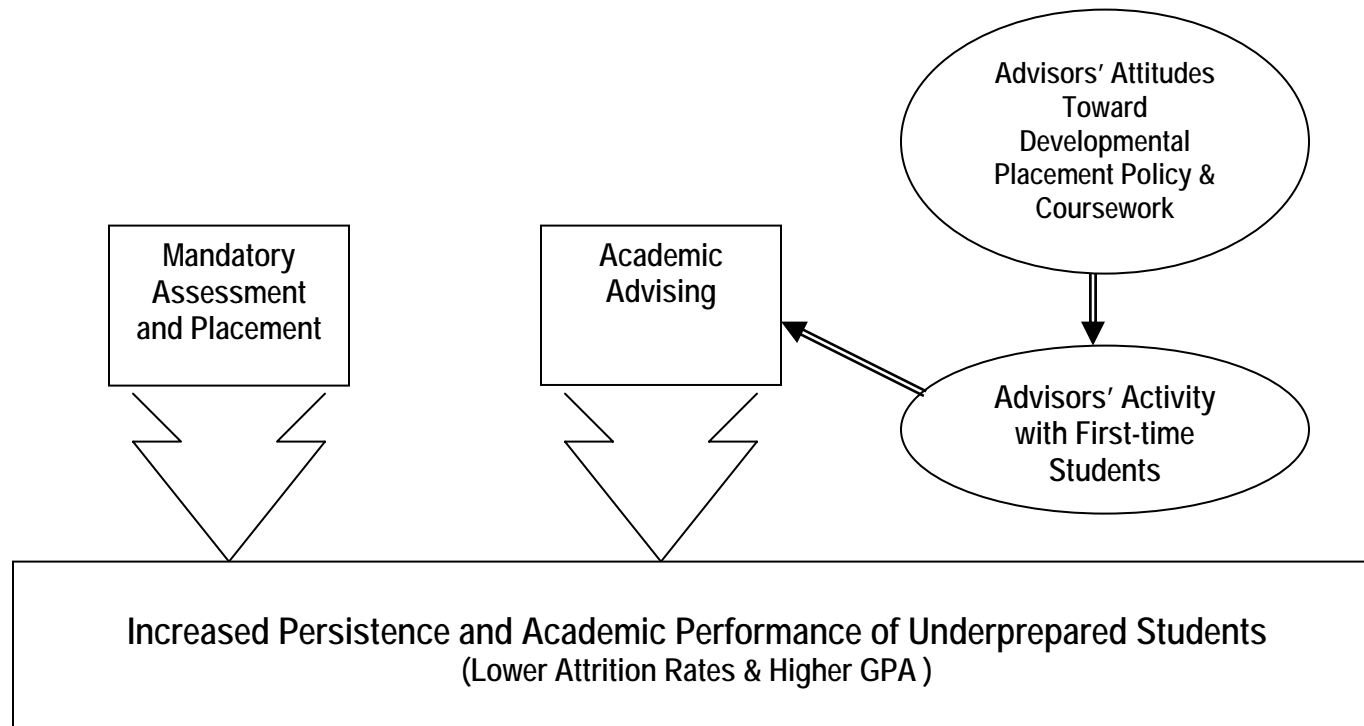 Advisors’ Attitudes
Toward
Developmental
Placement Policy &
Coursework
Mandatory
Assessment
and Placement
Academic
Advising
Advisors’ Activity
with First-time
Students
Increased Persistence and Academic Performance of Underprepared Students
(Lower Attrition Rates & Higher GPA )